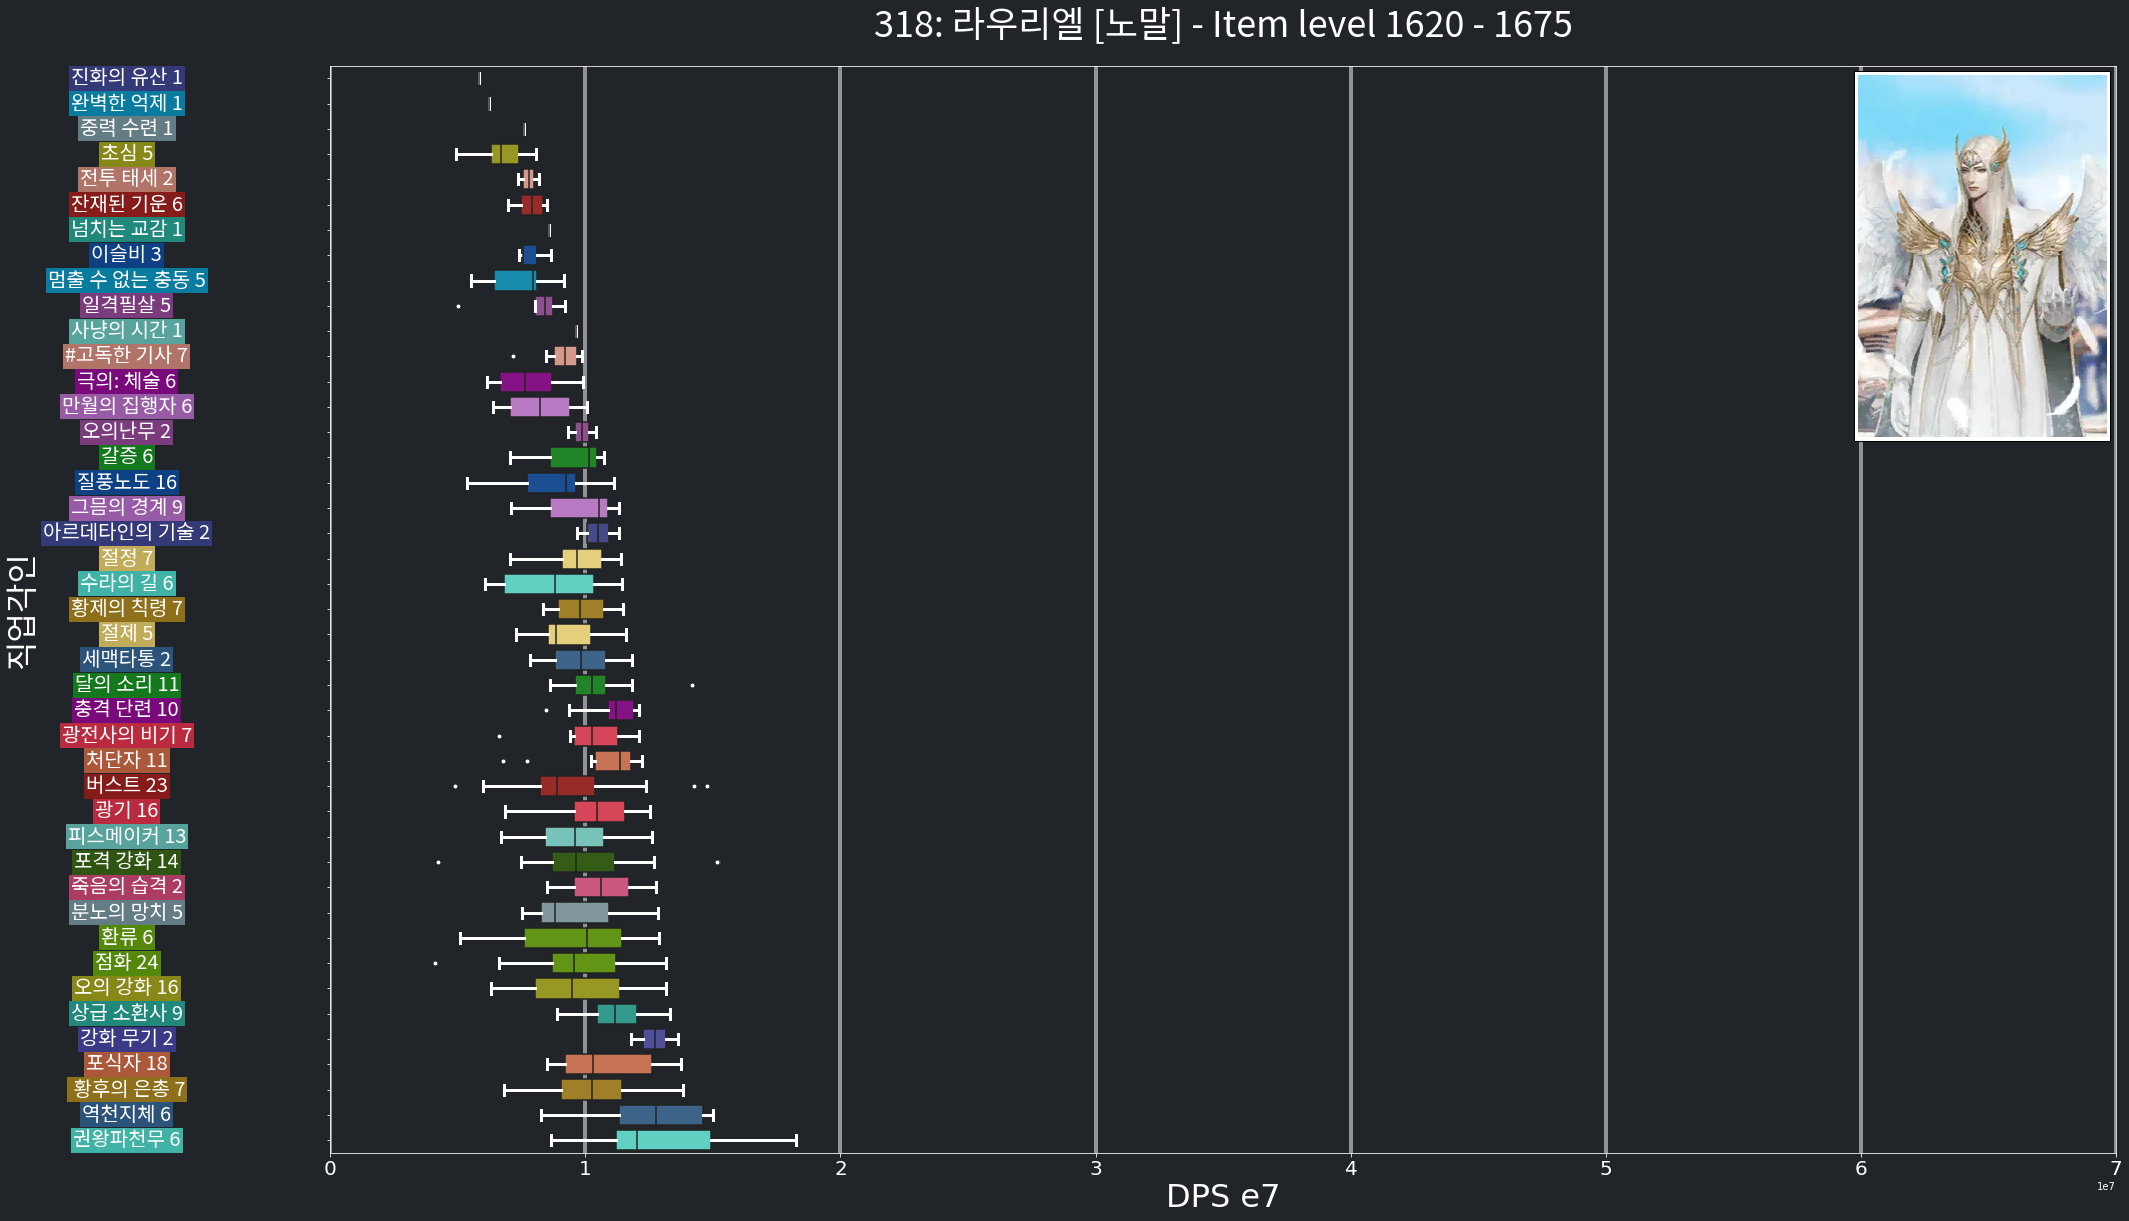 318: 라우리엘 [노말] - Item level 1620 - 1675
진화의 유산 1
완벽한 억제 1
중력 수련 1
초심 5
전투 태세 2
잔재된 기운 6
넘치는 교감 1
이슬비 3
멈출 수 없는 충동 5
일격필살 5
사냥의 시간 1
#고독한 기사 7
극의: 체술 6
만월의 집행자 6
오의난무 2
갈증 6
질풍노도 16
그믐의 경계 9
아르데타인의 기술 2
절정 7
수라의 길 6
황제의 칙령 7
절제 5
세맥타통 2
달의 소리 11
충격 단련 10
광전사의 비기 7
처단자 11
버스트 23
광기 16
피스메이커 13
포격 강화 14
죽음의 습격 2
분노의 망치 5
환류 6
점화 24
오의 강화 16
상급 소환사 9
강화 무기 2
포식자 18
황후의 은총 7
역천지체 6
권왕파천무 6
직업각인
0 1 2 3 4 5 6 7
1e7
DPS e7